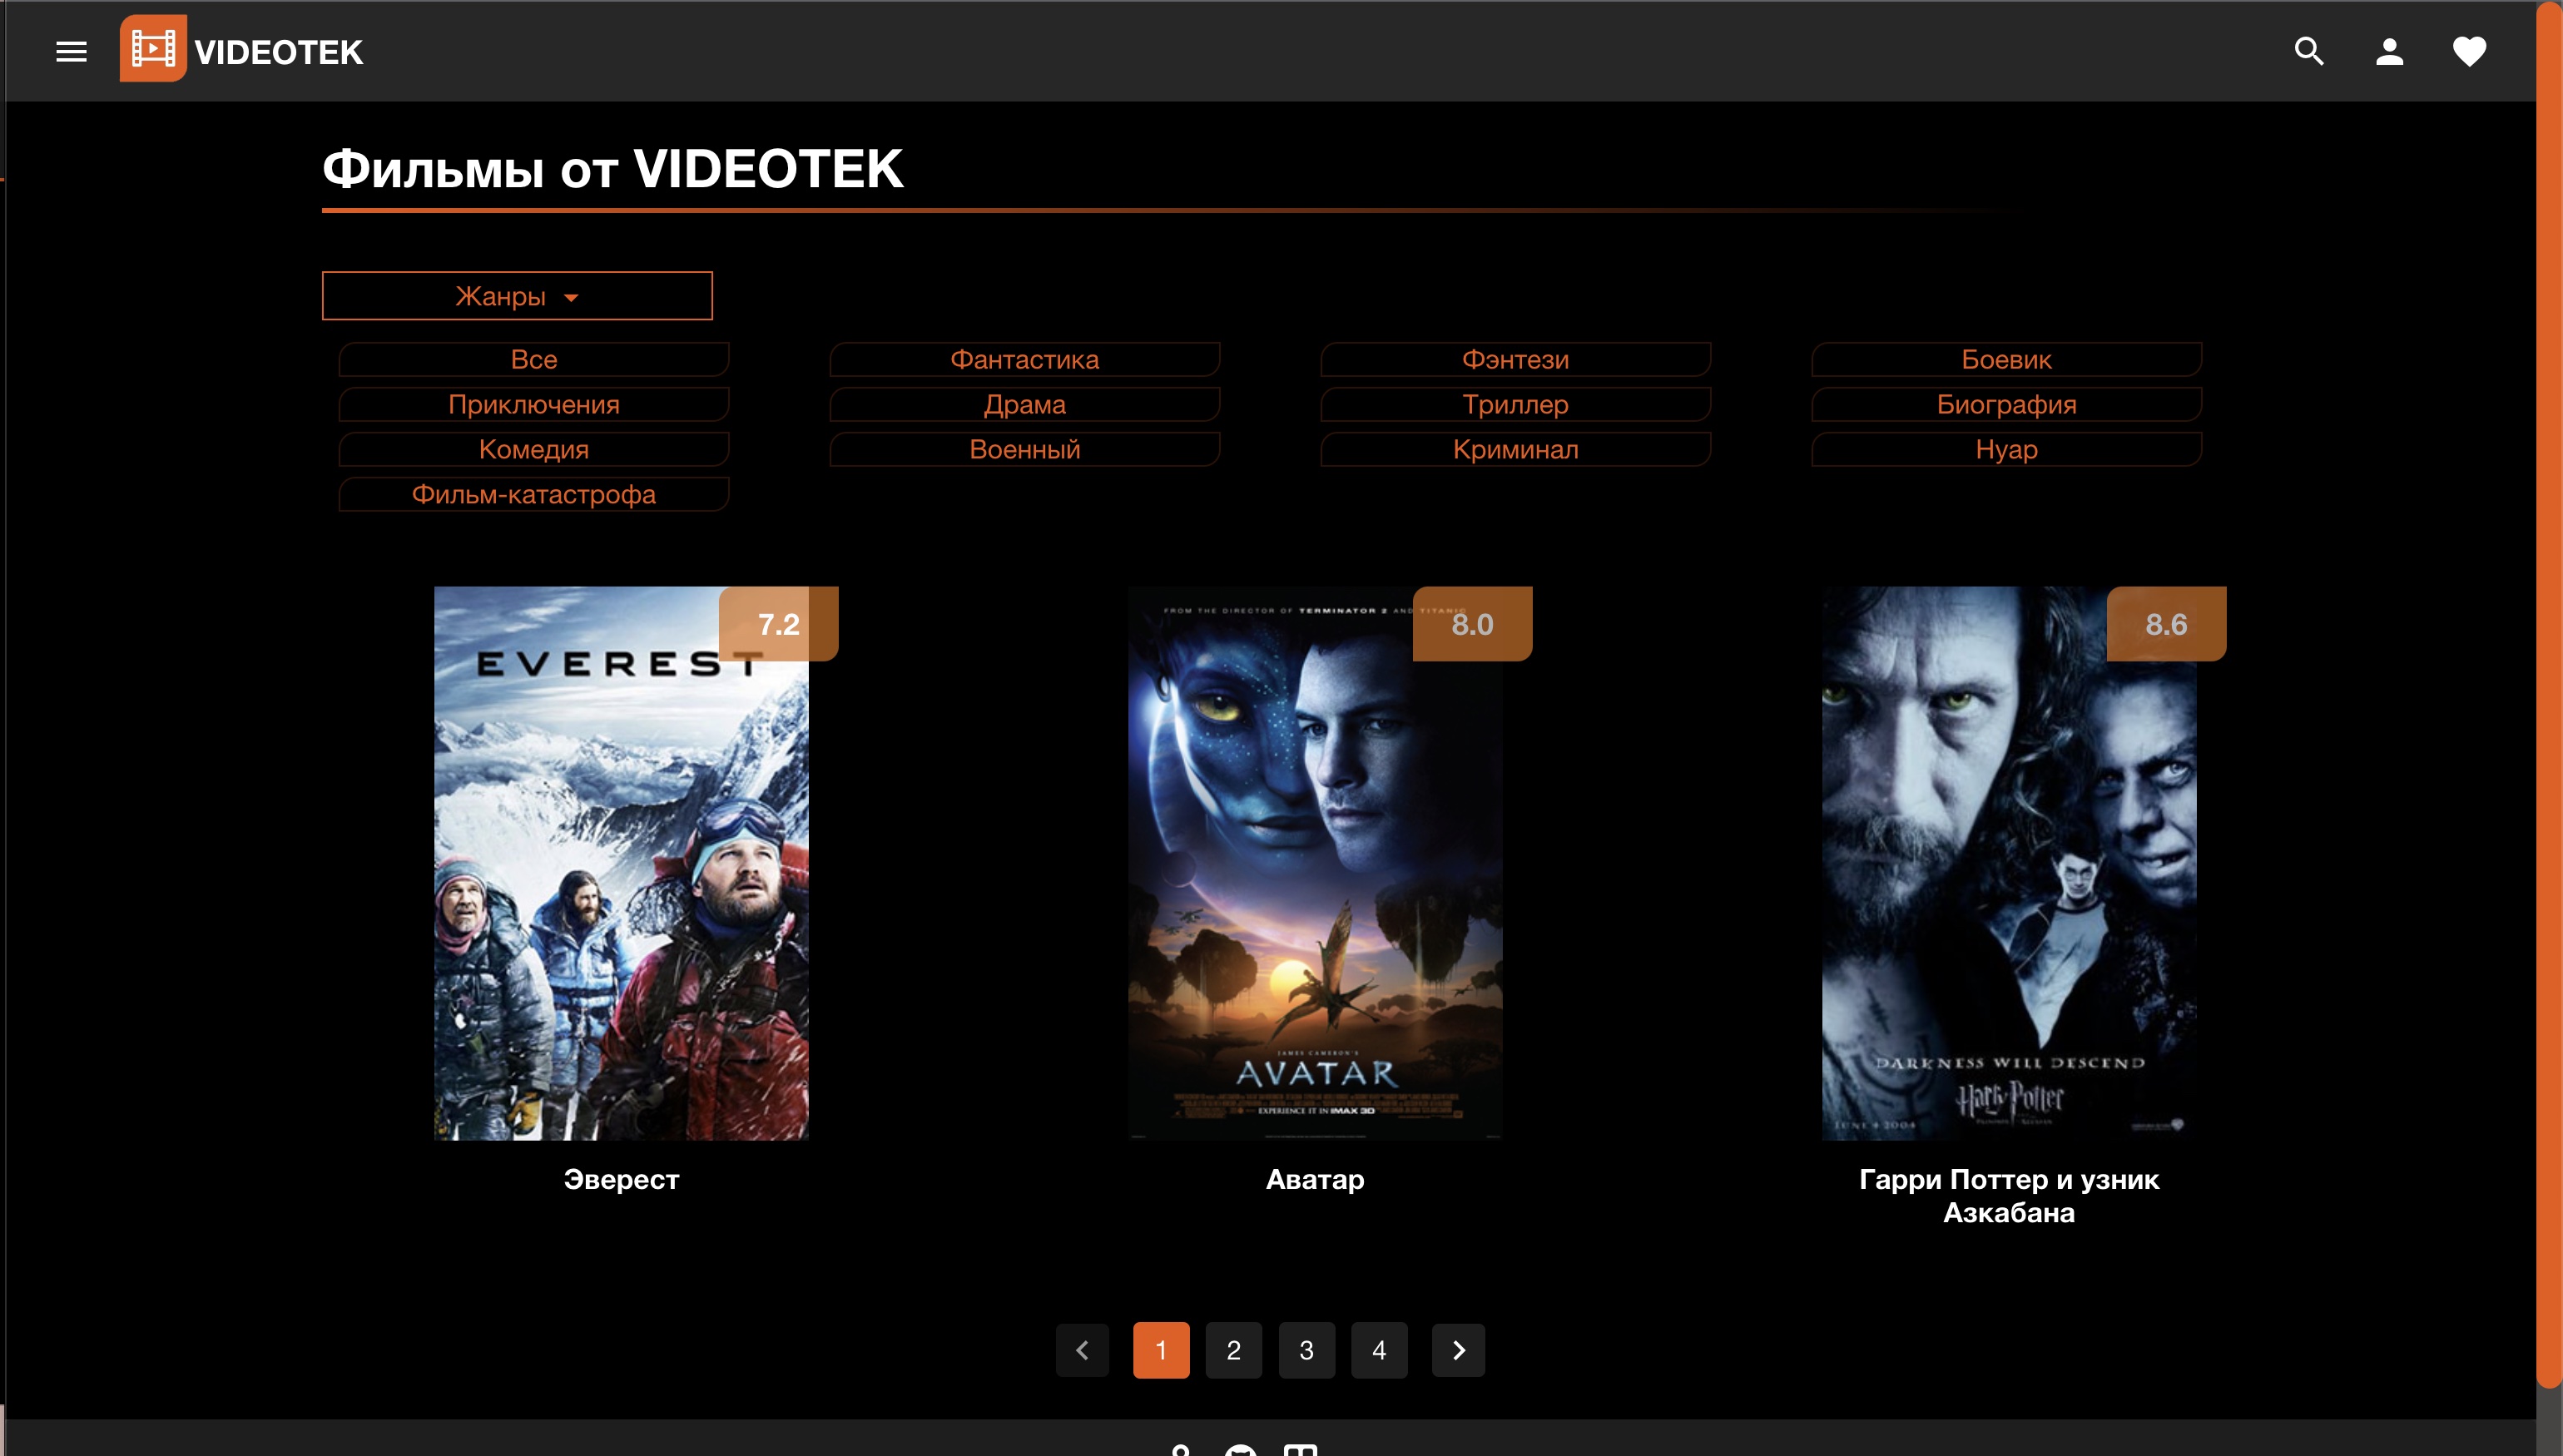 VIDEOTEK
Фильмы от VIDEOTEK
Жанры
Все
Фантастика
Фэнтези
Боевик
Приключения
Драма
Триллер
Биография
Комедия
Военный
Криминал
Нуар
Фильм-катастрофа
7.2
EVEREST
Эверест
FROM THE DIRECTOR OF TERMINATOR 2 AND TITANIC
8.0
JAMES CAMERON'S
AVATAR
EXPERIENCE IT IN IMAX 3D
Аватар
8.6
DARKNESS WILL DESCEND
Harry Potter
JUNE 4 2004
Гарри Поттер и узник
Азкабана
1 2 3 4